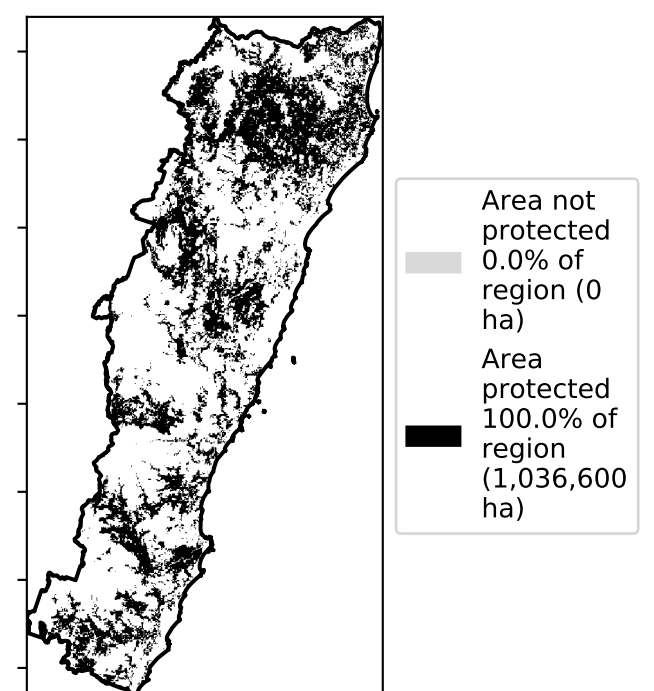 Area not
protected
0.0% of
region (0
ha)
Area
protected
100.0% of
region
(1,036,600
ha)